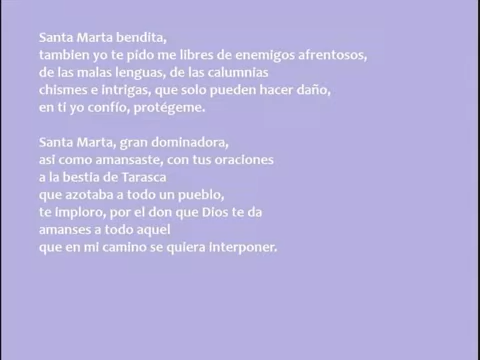 Santa Marta bendita,
tambien yo te pido me libres de enemigos afrentosos,
de las malas lenguas, de las calumnias
chismes e intrigas, que solo pueden hacer daño,
en ti yo confío, protégeme.
Santa Marta, gran dominadora,
asi como amansaste, con tus oraciones
a la bestia de Tarasca
que azotaba a todo un pueblo,
te imploro, por el don que Dios te da
amanses a todo aquel
que en mi camino se quiera interponer.